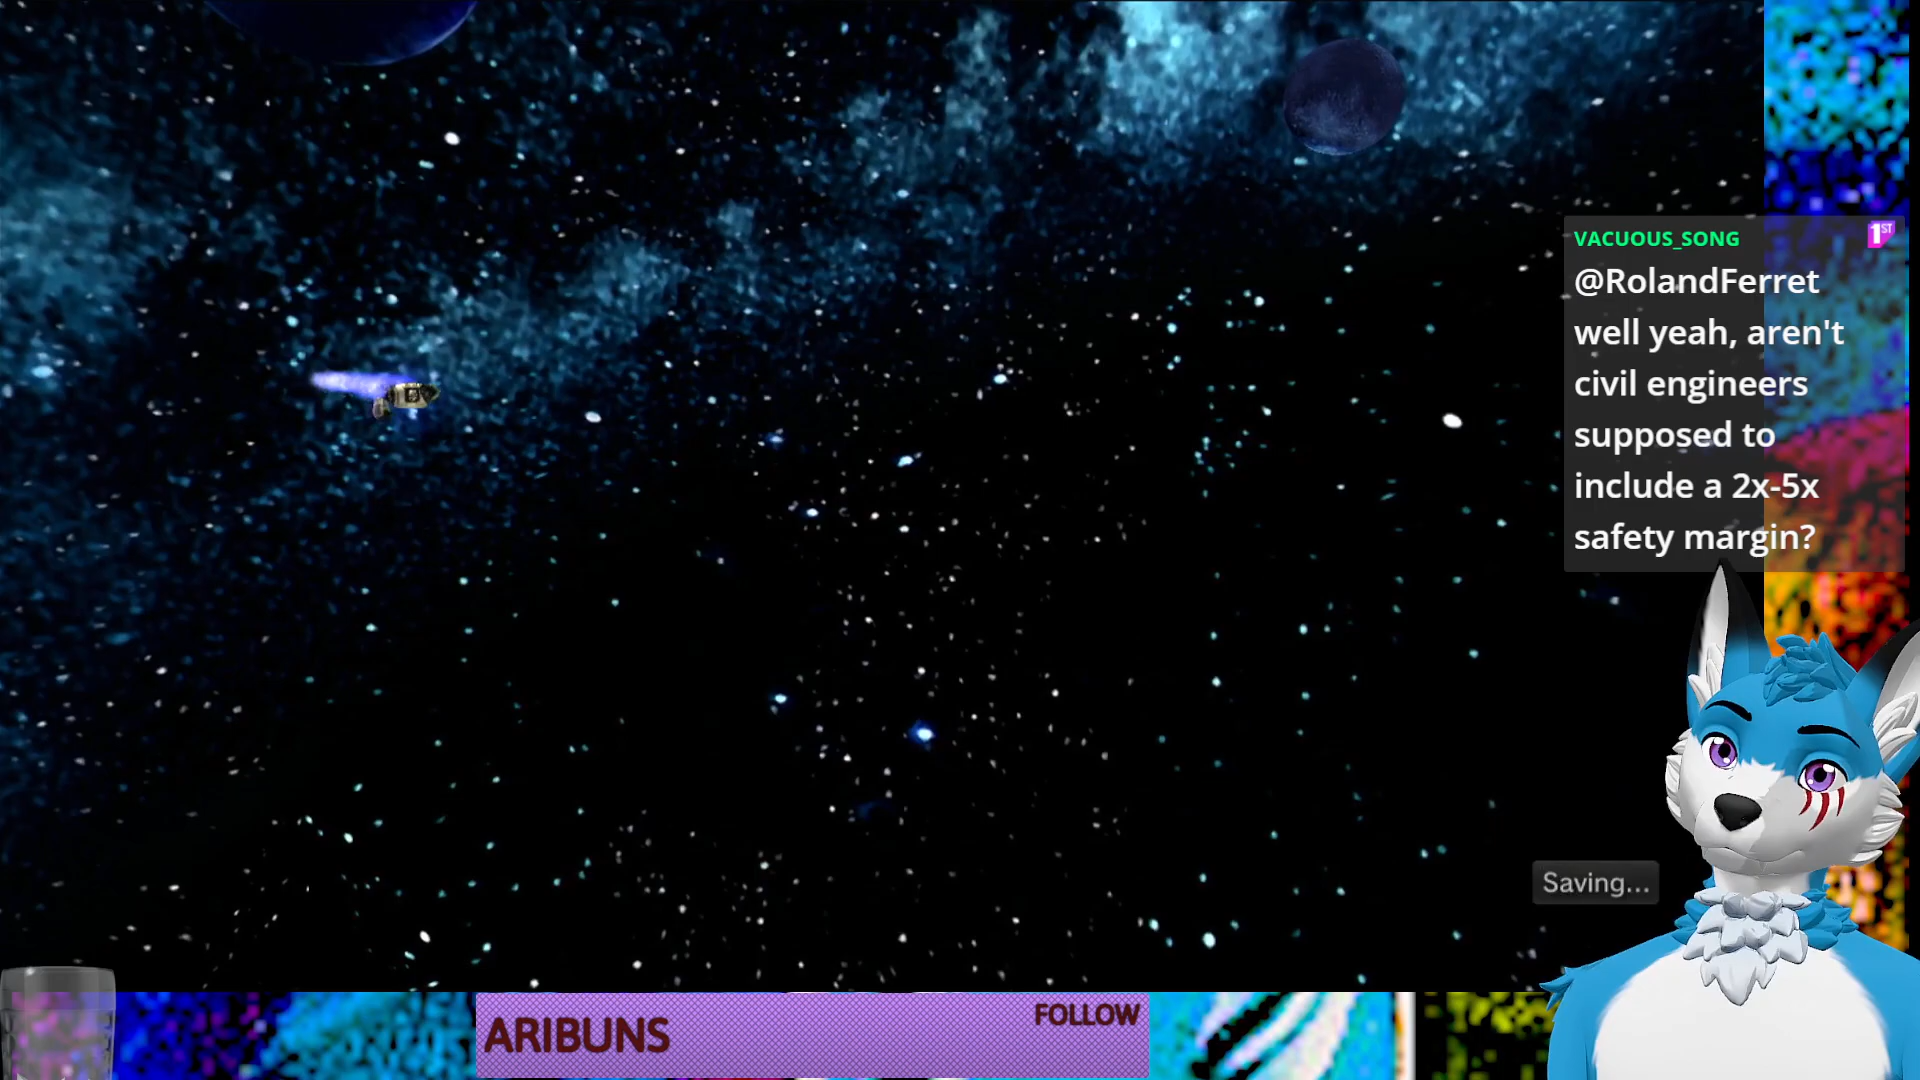 VACUOUS_SONG
1ST
@RolandFerret
well yeah, aren't
civil engineers
supposed to
include a 2x-5x
safety margin?
Saving...
ARIBUNS
FOLLOW